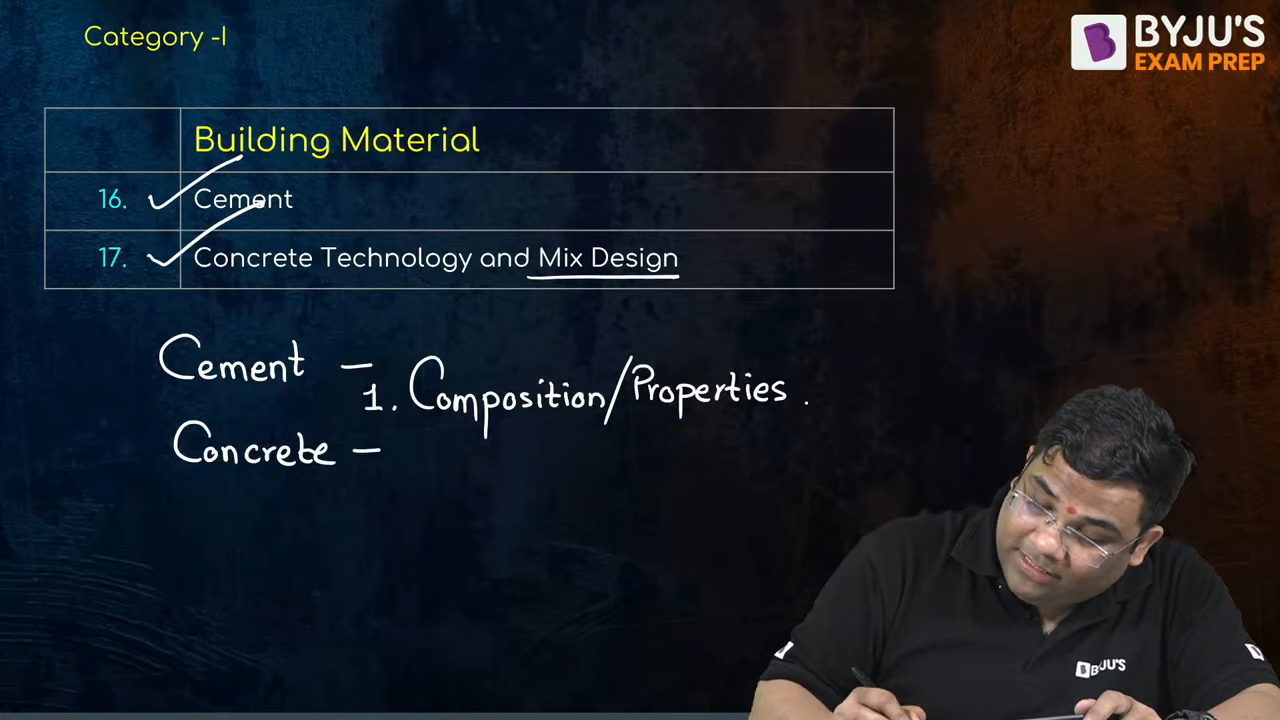 Category -I
BYJU'S
EXAM PREP
Building Material
16. Cement
17. Concrete Technology and Mix Design
Cement –
1. Composition/Properties.
Concrete –
BYJU'S